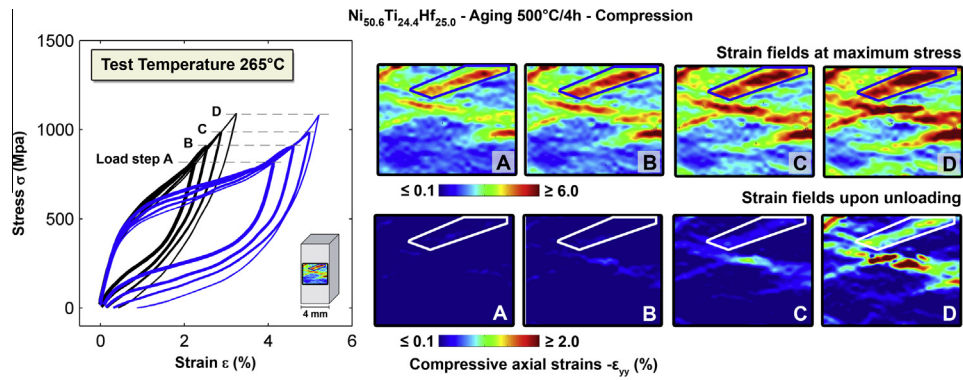 Ni50.6Ti24.4Hf25.0 - Aging 500°C/4h - Compression
1500
1000
500
0
Stress σ (Mpa)
Test Temperature 265°C
D
C
B
Load step A
4 mm
0 2 4 6
Strain ε (%)
Strain fields at maximum stress
A B C D
≤ 0.1 ≥ 6.0
Strain fields upon unloading
A B C D
≤ 0.1 ≥ 2.0
Compressive axial strains -εyy (%)